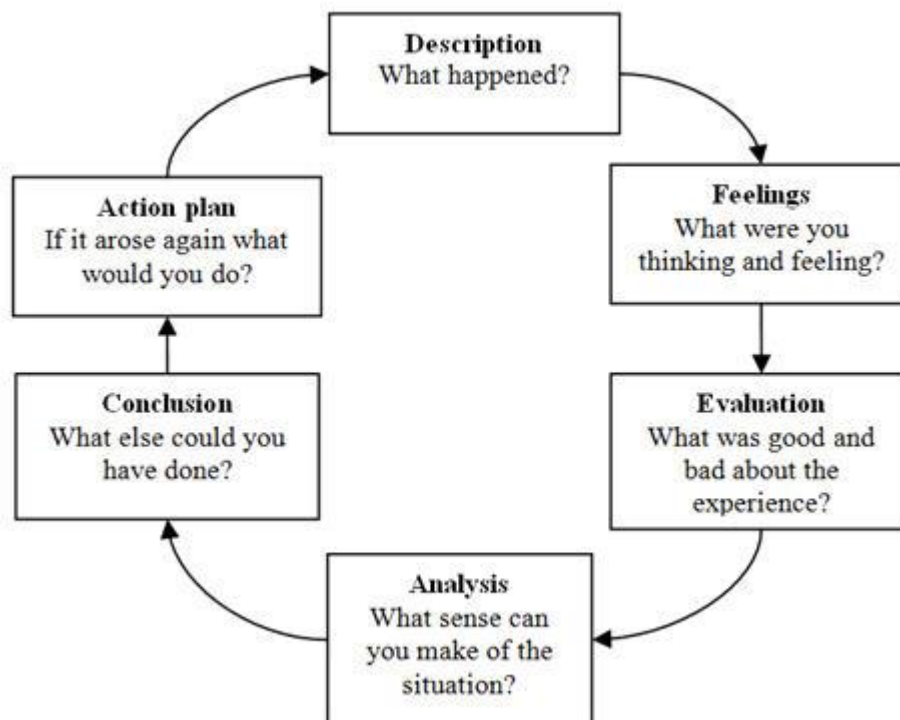 Description
What happened?
Feelings
What were you
thinking and feeling?
Evaluation
What was good and
bad about the
experience?
Analysis
What sense can
you make of the
situation?
Conclusion
What else could you
have done?
Action plan
If it arose again what
would you do?